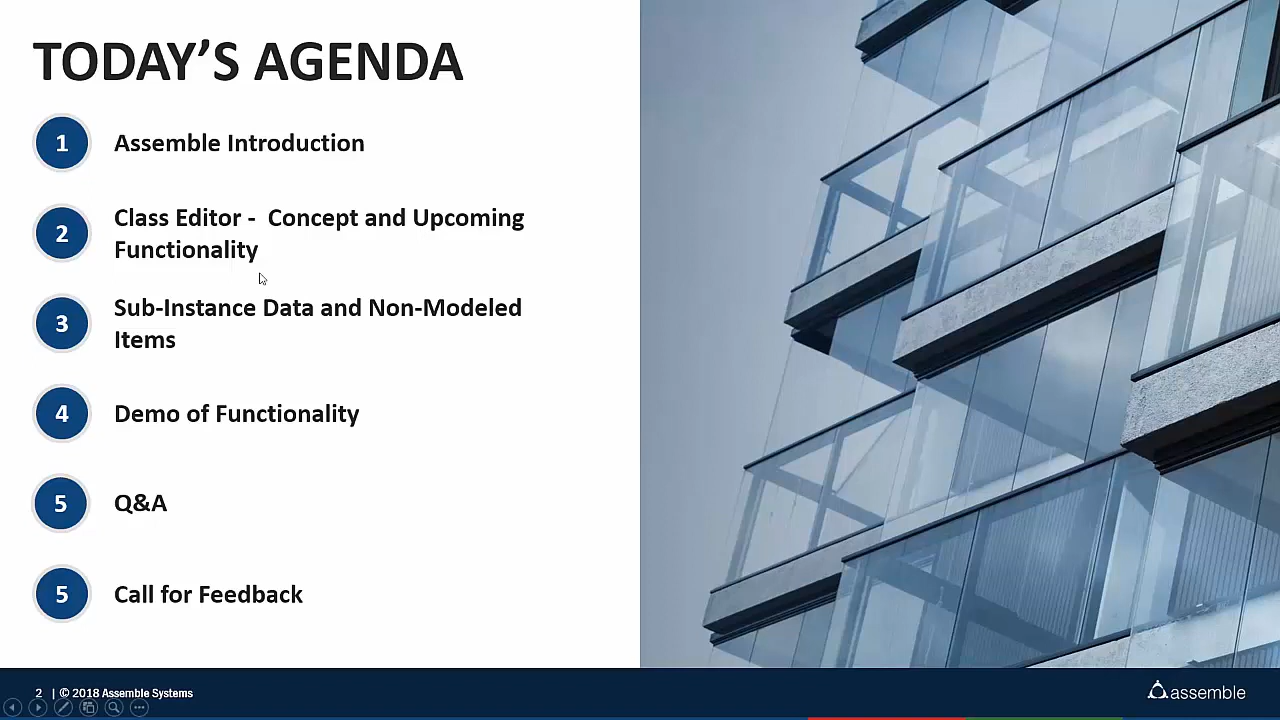 TODAY’S AGENDA
1 Assemble Introduction
2 Class Editor -  Concept and Upcoming
Functionality
3 Sub-Instance Data and Non-Modeled
Items
4 Demo of Functionality
5 Q&A
5 Call for Feedback
2 | © 2018 Assemble Systems
assemble